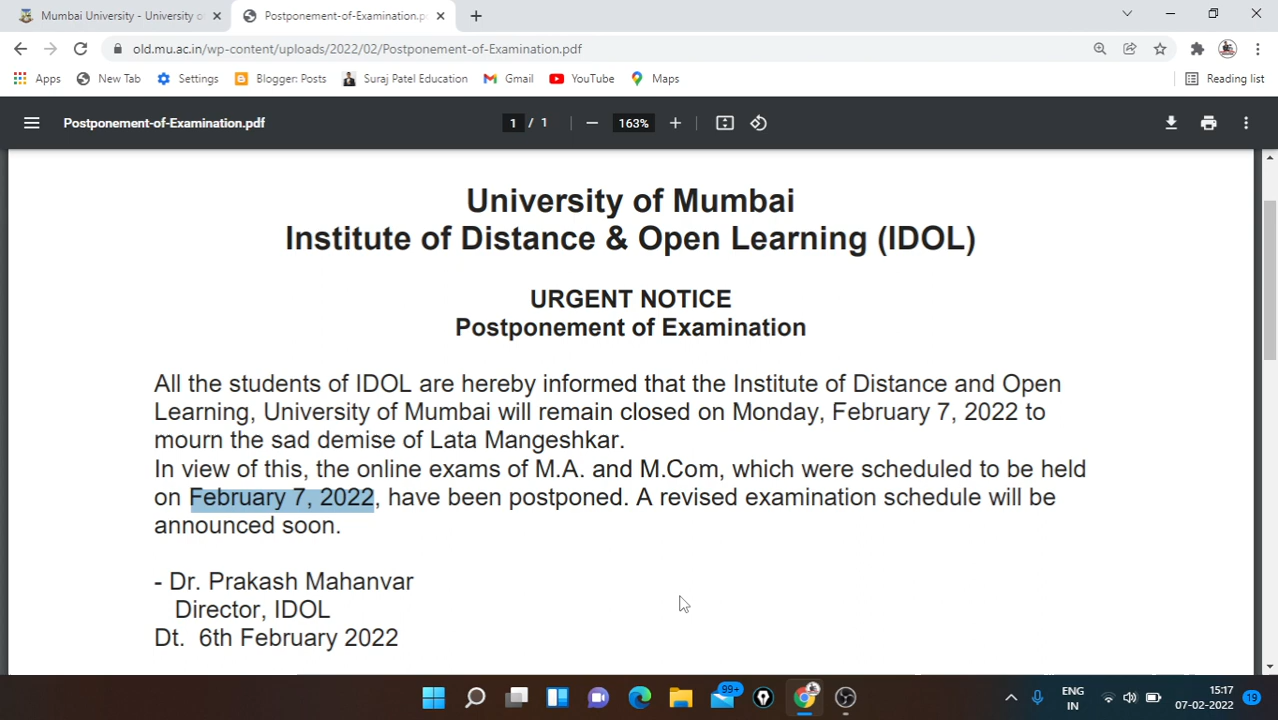 Mumbai University - University of
Postponement-of-Examination.p
old.mu.ac.in/wp-content/uploads/2022/02/Postponement-of-Examination.pdf
Apps New Tab Settings Blogger: Posts Suraj Patel Education Gmail YouTube Maps Reading list
Postponement-of-Examination.pdf 1 / 1 163%
University of Mumbai
Institute of Distance & Open Learning (IDOL)
URGENT NOTICE
Postponement of Examination
All the students of IDOL are hereby informed that the Institute of Distance and Open
Learning, University of Mumbai will remain closed on Monday, February 7, 2022 to
mourn the sad demise of Lata Mangeshkar.
In view of this, the online exams of M.A. and M.Com, which were scheduled to be held
on February 7, 2022, have been postponed. A revised examination schedule will be
announced soon.
- Dr. Prakash Mahanvar
Director, IDOL
Dt. 6th February 2022
99+
ENG
IN
15:17
07-02-2022
19